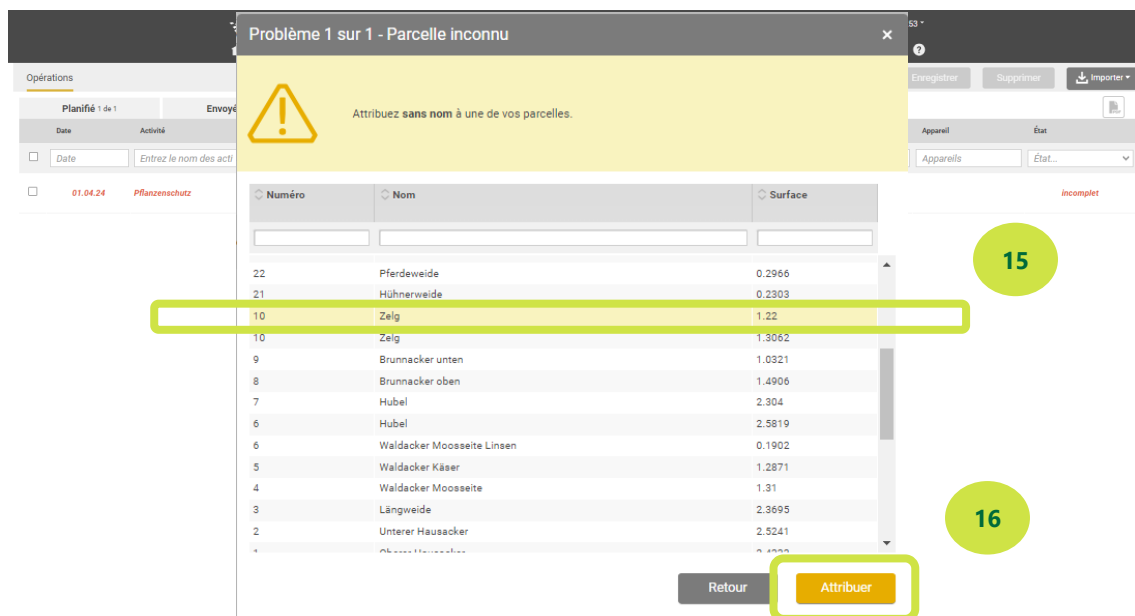 53
Problème 1 sur 1 - Parcelle inconnu
×
?
Opérations
Enregistrer Supprimer Importer
Attribuez sans nom à une de vos parcelles.
Planifié 1 de 1 Envoyé
Date Activité Appareil État
Date Entrez le nom des acti Appareils État...
01.04.24 Pflanzenschutz incomplet
Numéro Nom Surface
15
22 Pferdeweide 0.2966
21 Hühnerweide 0.2303
10 Zelg 1.22
10 Zelg 1.3062
9 Brunnacker unten 1.0321
8 Brunnacker oben 1.4906
7 Hubel 2.304
6 Hubel 2.5819
6 Waldacker Moosseite Linsen 0.1902
5 Waldacker Käser 1.2871
4 Waldacker Moosseite 1.31
3 Längweide 2.3695
2 Unterer Hausacker 2.5241
16
Retour Attribuer